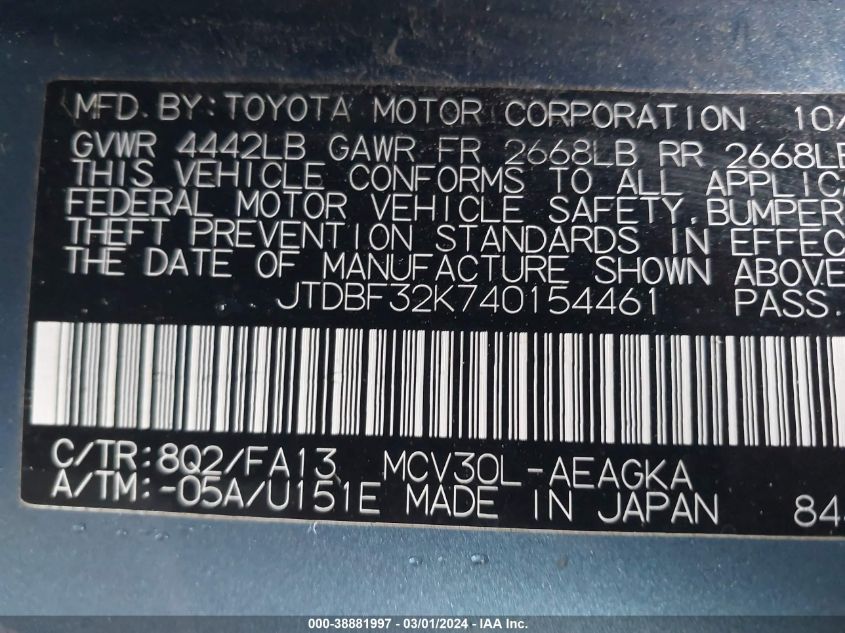 MFD. BY: TOYOTA MOTOR CORPORATION 10/
GVWR 4442LB GAWR FR 2668LB RR 2668LB
THIS VEHICLE CONFORMS TO ALL APPLICA
FEDERAL MOTOR VEHICLE SAFETY, BUMPER
THEFT PREVENTION STANDARDS IN EFFEC
THE DATE OF MANUFACTURE SHOWN ABOVE
JTDBF32K740154461 PASS.
C/TR: 8Q2/FA13 MCV30L-AEAGKA
A/TM: -05A/U151E MADE IN JAPAN 84
000-38881997 - 03/01/2024 - IAA Inc.